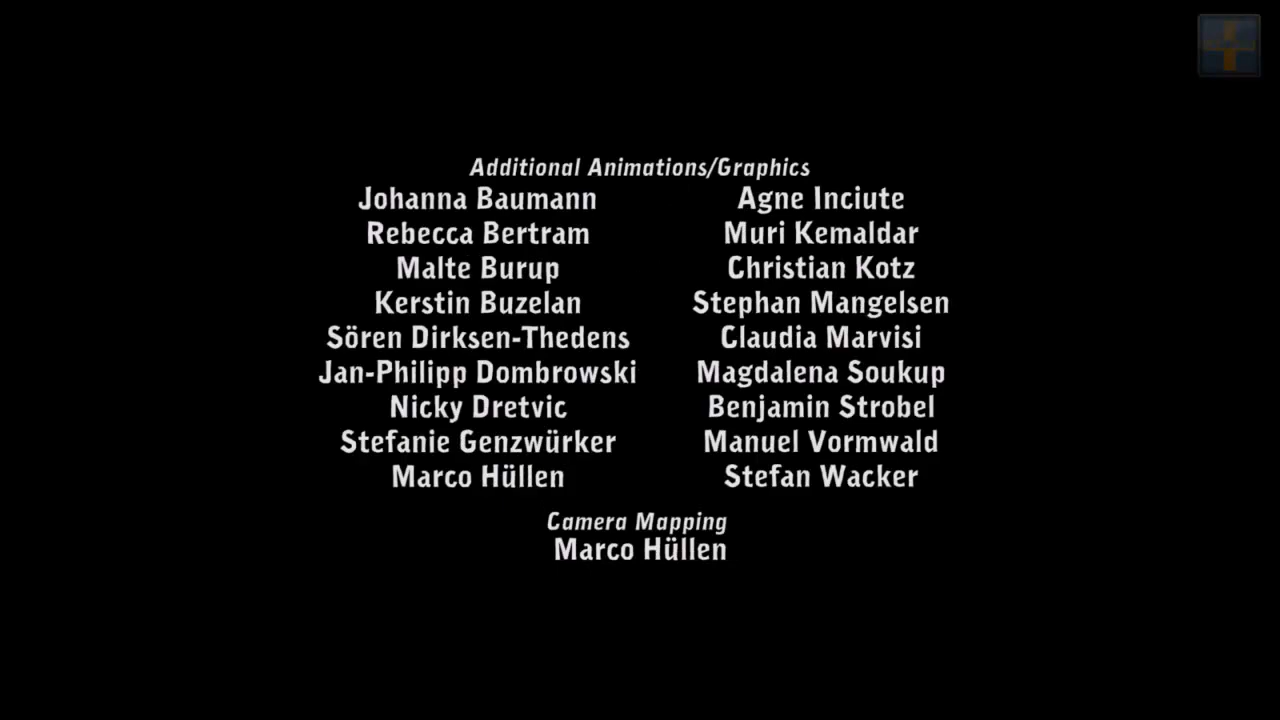 Additional Animations/Graphics
Johanna Baumann
Rebecca Bertram
Malte Burup
Kerstin Buzelan
Sören Dirksen-Thedens
Jan-Philipp Dombrowski
Nicky Dretvic
Stefanie Genzwürker
Marco Hüllen
Agne Inciute
Muri Kemaldar
Christian Kotz
Stephan Mangelsen
Claudia Marvisi
Magdalena Soukup
Benjamin Strobel
Manuel Vormwald
Stefan Wacker
Camera Mapping
Marco Hüllen